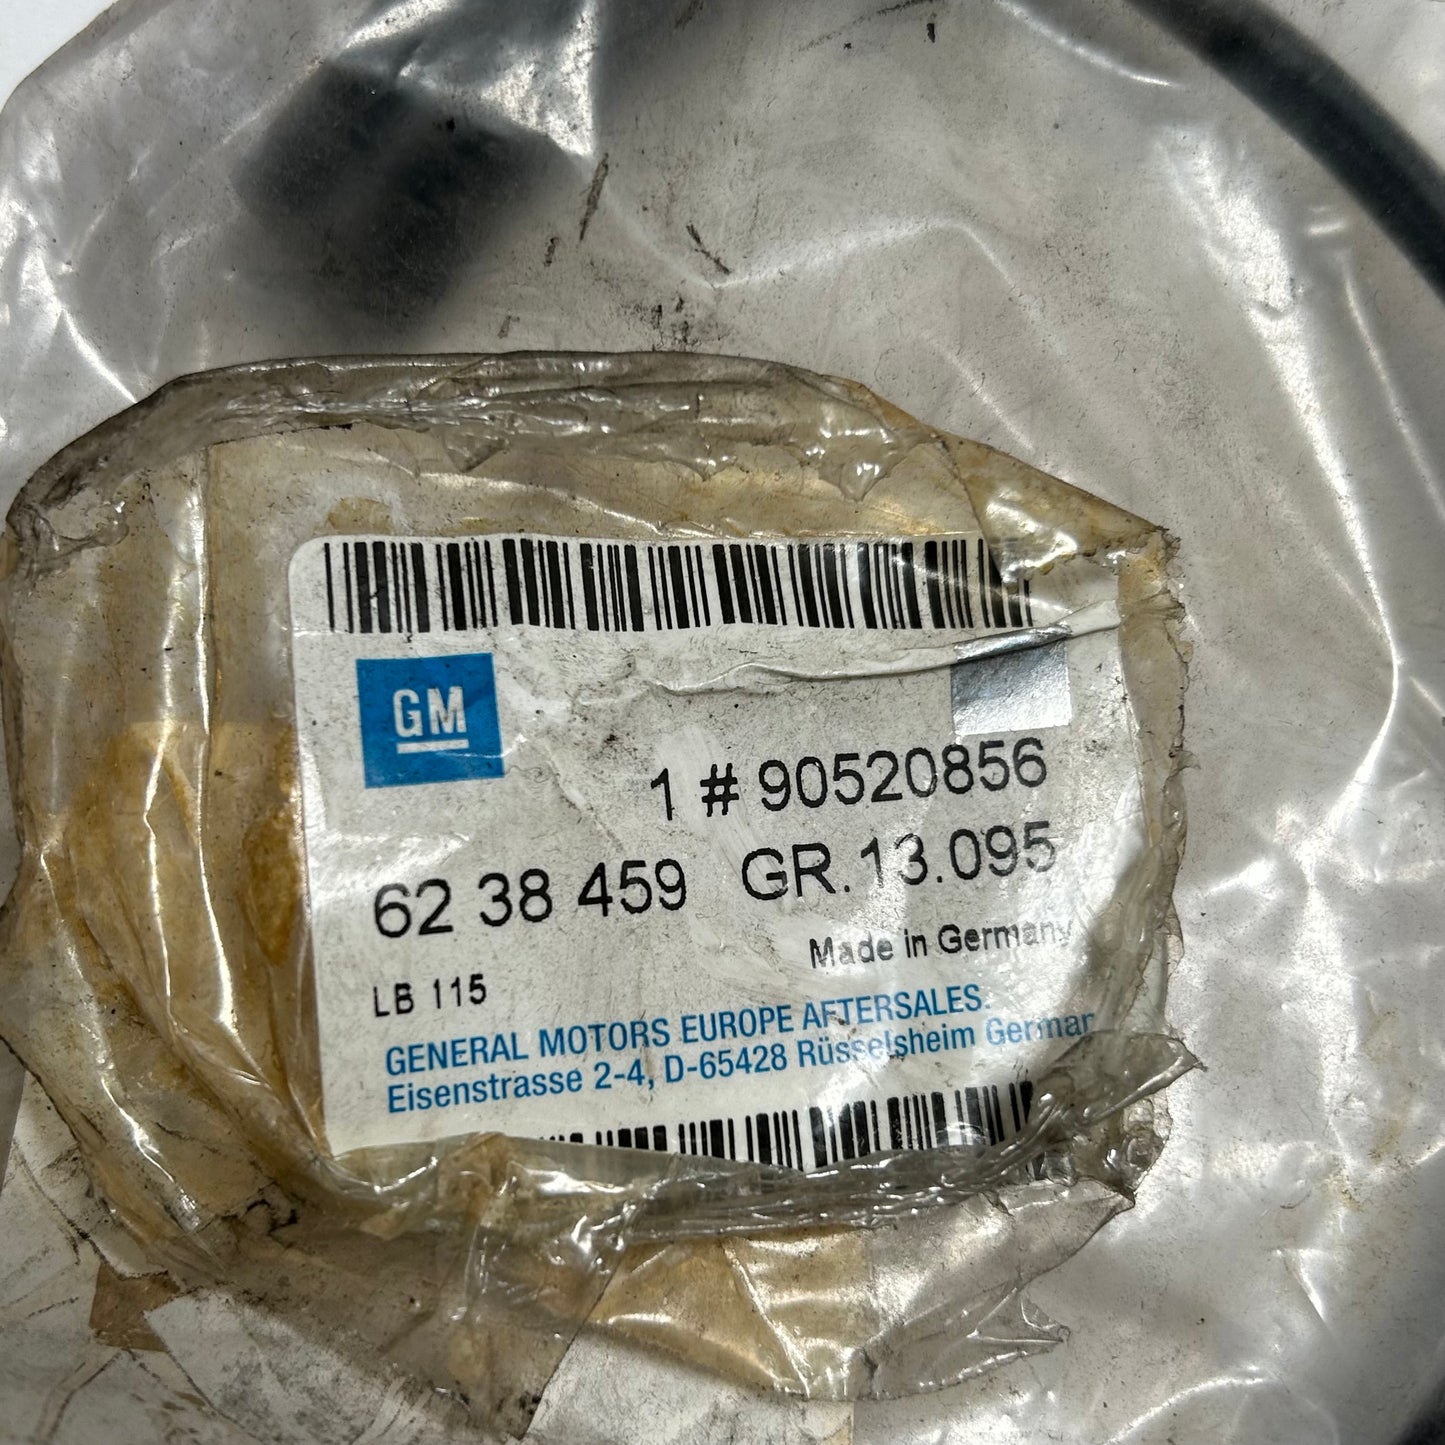 GM
1 # 90520856
62 38 459 GR.13.095
Made in Germany
LB 115
GENERAL MOTORS EUROPE AFTERSALES.
Eisenstrasse 2-4, D-65428 Rüsselsheim German